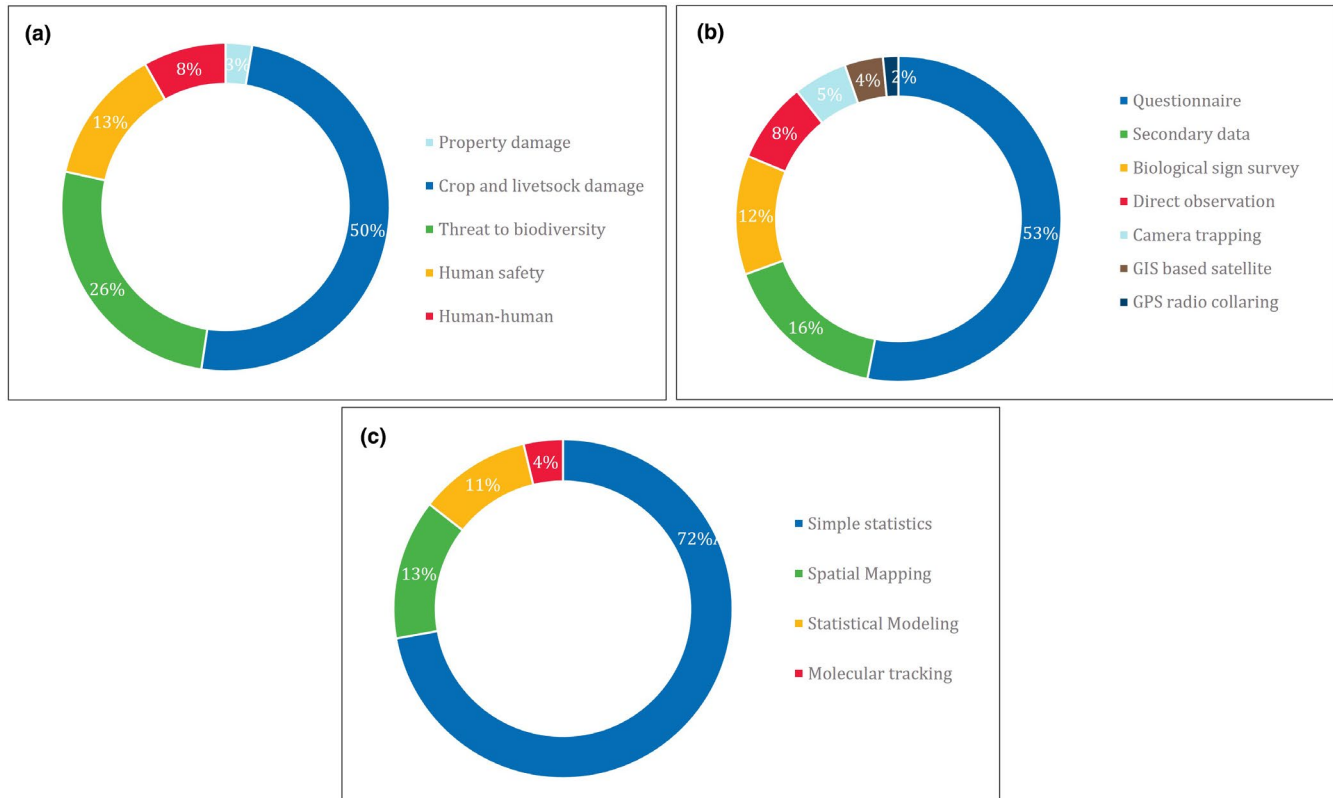 (a)
3%
50%
26%
13%
8%
Property damage
Crop and livetsock damage
Threat to biodiversity
Human safety
Human-human
(b)
53%
16%
12%
8%
5%
4%
2%
Questionnaire
Secondary data
Biological sign survey
Direct observation
Camera trapping
GIS based satellite
GPS radio collaring
(c)
72%
13%
11%
4%
Simple statistics
Spatial Mapping
Statistical Modeling
Molecular tracking